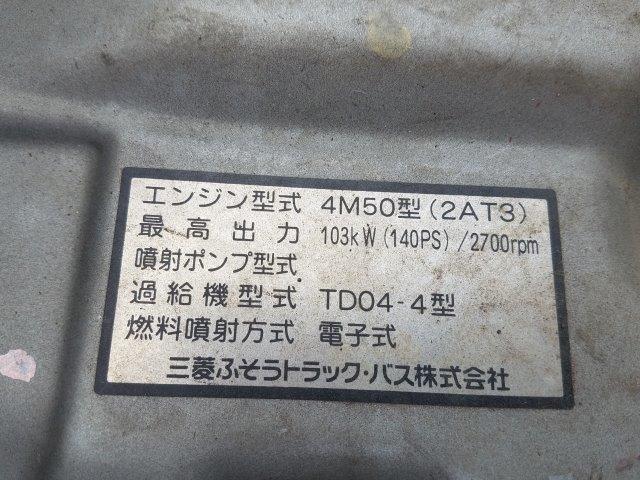 エンジン型式 4M50型(2AT3)
最高出力 103kW(140PS)/2700rpm
噴射ポンプ型式
過給機型式 TD04-4型
燃料噴射方式 電子式
三菱ふそうトラック・バス株式会社